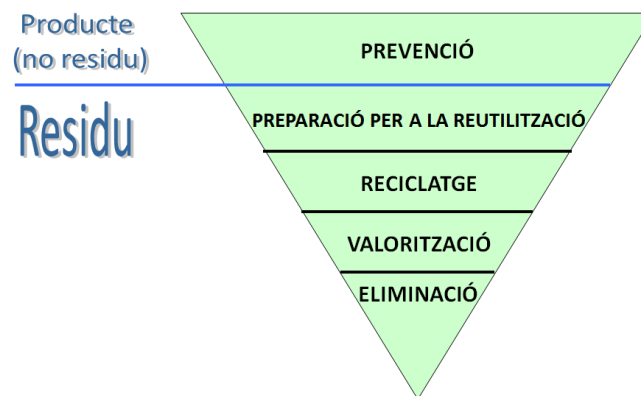 Producte
(no residu)
PREVENCIÓ
Residu
PREPARACIÓ PER A LA REUTILITZACIÓ
RECICLATGE
VALORITZACIÓ
ELIMINACIÓ